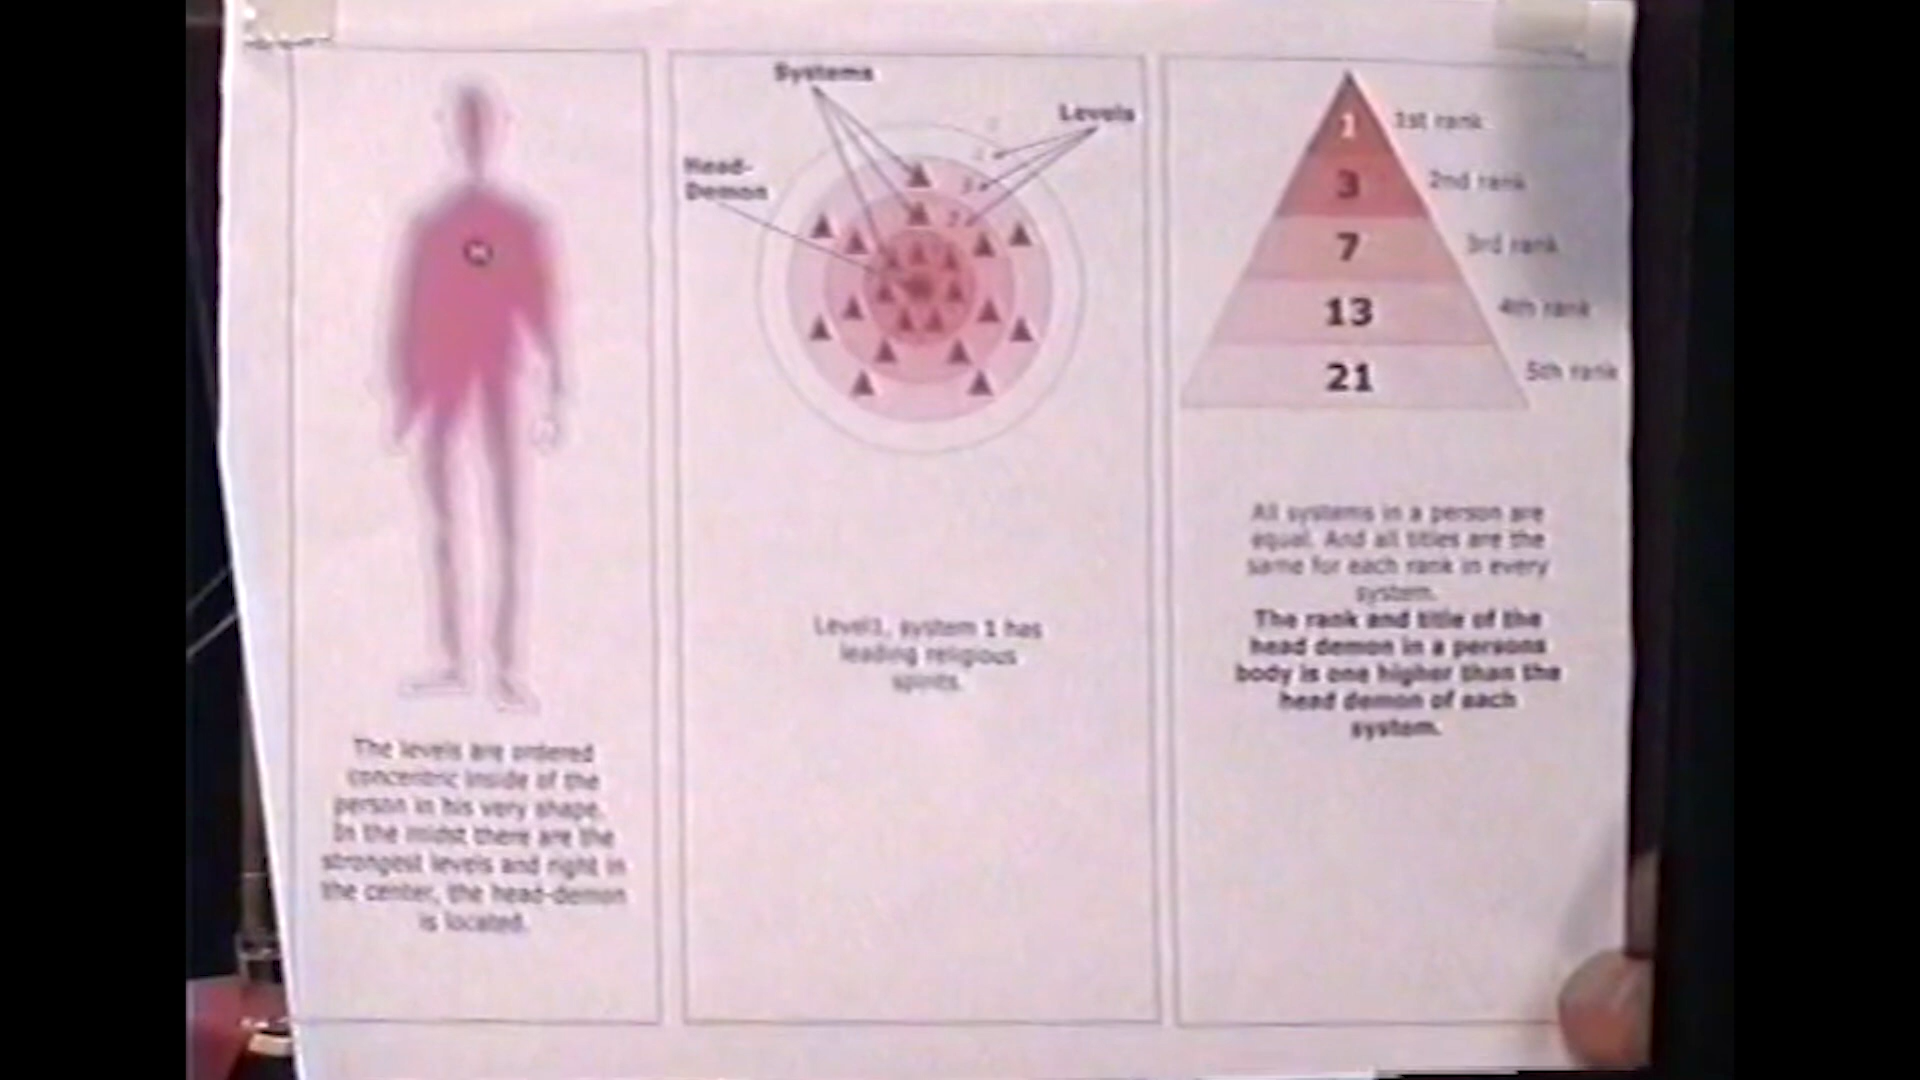 The levels are ordered
concentric inside of the
person in his very shape.
In the midst there are the
strongest levels and right in
the center, the head-demon
is located.
Systems
Levels
Head-
Demon
Level1, system 1 has
leading religious
spirits.
1 1st rank
3 2nd rank
7 3rd rank
13 4th rank
21 5th rank
All systems in a person are
equal. And all titles are the
same for each rank in every
system.
The rank and title of the
head demon in a persons
body is one higher than the
head demon of each
system.